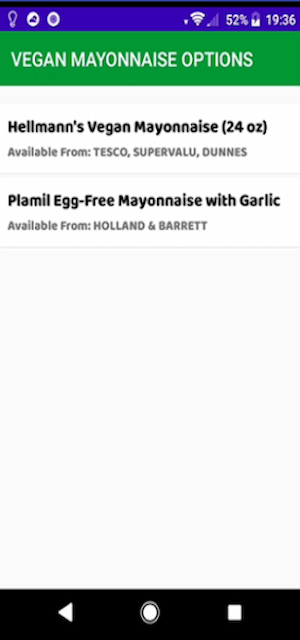 52% 19:36
VEGAN MAYONNAISE OPTIONS
Hellmann's Vegan Mayonnaise (24 oz)
Available From: TESCO, SUPERVALU, DUNNES
Plamil Egg-Free Mayonnaise with Garlic
Available From: HOLLAND & BARRETT